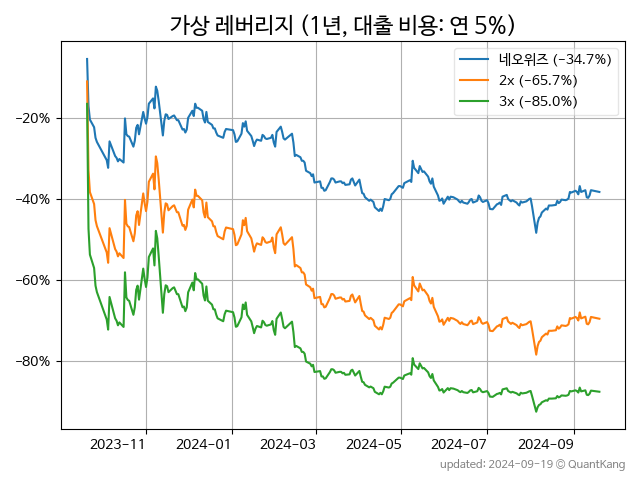 가상 레버리지 (1년, 대출 비용: 연 5%)
네오위즈 (-34.7%)
2x (-65.7%)
3x (-85.0%)
-20%
-40%
-60%
-80%
2023-11 2024-01 2024-03 2024-05 2024-07 2024-09
updated: 2024-09-19 © QuantKang